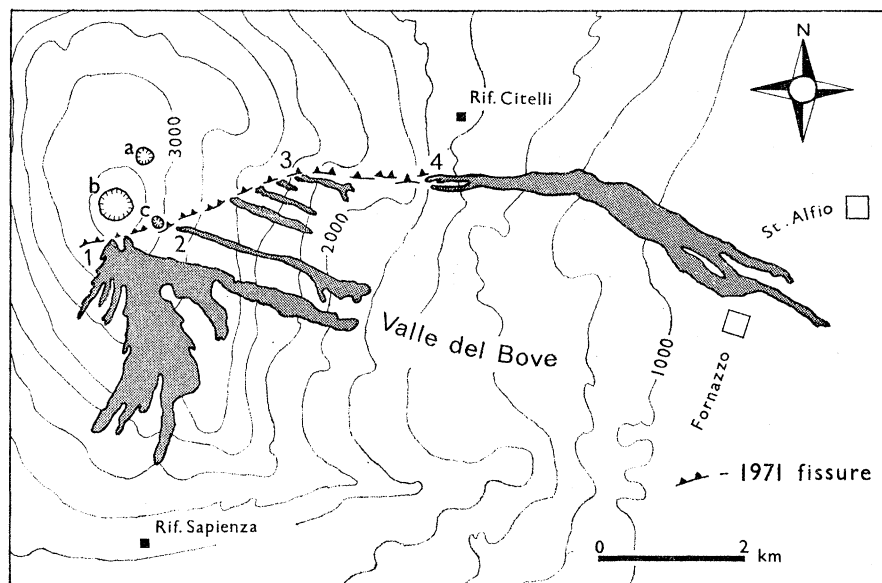 N
Rif. Citelli
3000
a
b
c
3
4
1
2
2000
St. Alfio
Valle del Bove
1000
Fornazzo
- 1971 fissure
Rif. Sapienza
0 2
km